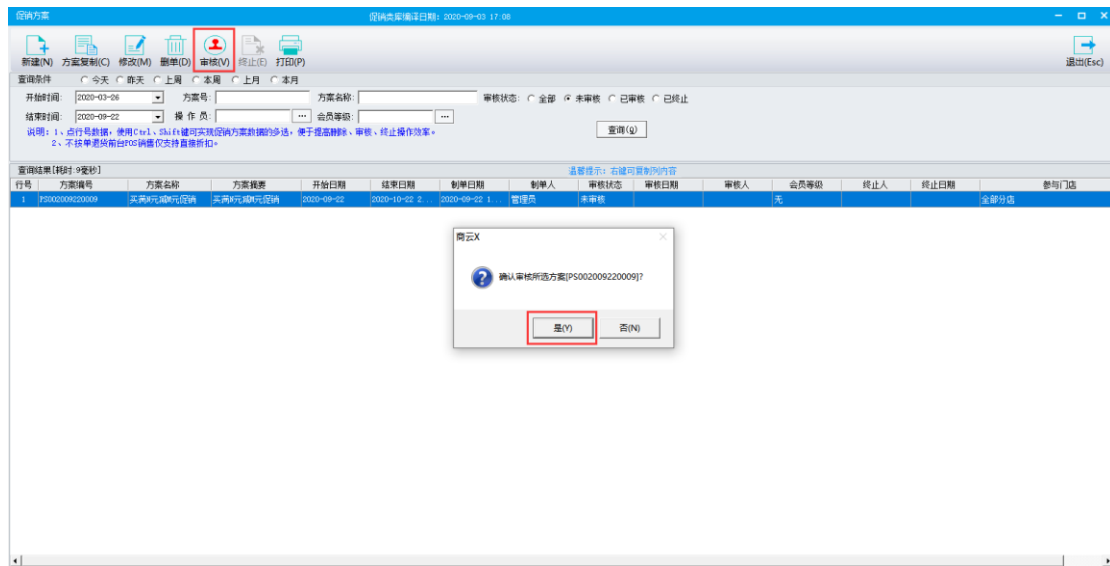 促销方案 促销类库编译日期: 2020-09-03 17:08
新建(N) 方案复制(C) 修改(M) 删单(D) 审核(V) 终止(E) 打印(P) 退出(Esc)
查询条件 今天 昨天 上周 本周 上月 本月
开始时间: 2020-03-26 方案号: 方案名称: 审核状态: 全部 未审核 已审核 已终止
结束时间: 2020-09-22 操 作 员: ... 会员等级: ...
查询(Q)
说明: 1、点行号数据, 使用Ctrl、Shift键可实现促销方案数据的多选, 便于提高删除、审核、终止操作效率。
2、不按单退货前台POS销售仅支持直接折扣。
查询结果[耗时:9毫秒] 温馨提示: 右键可复制列内容
行号 方案编号 方案名称 方案摘要 开始日期 结束日期 制单日期 制单人 审核状态 审核日期 审核人 会员等级 终止人 终止日期 参与门店
1 PS002009220009 买满N元减M元促销 买满N元减M元促销 2020-09-22 2020-10-22 2... 2020-09-22 1... 管理员 未审核 无 全部分店
商云X
确认审核所选方案[PS002009220009]?
是(Y) 否(N)